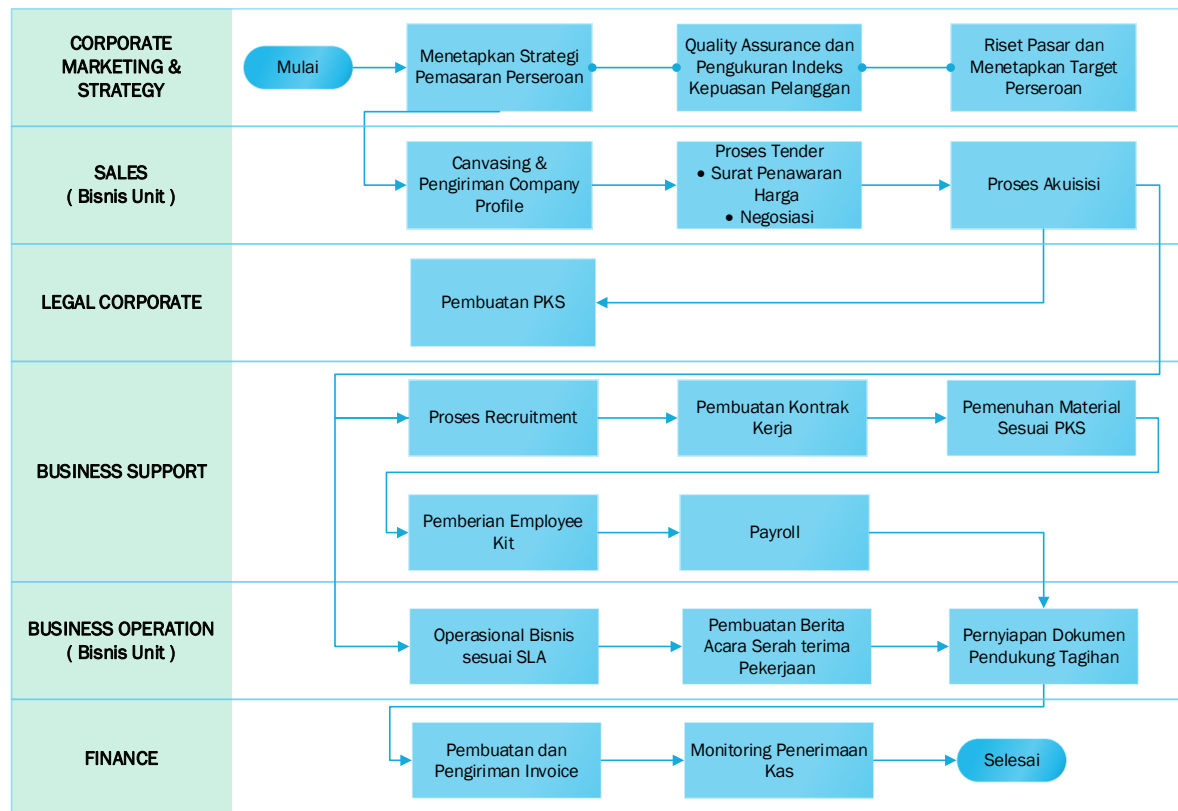 CORPORATE
MARKETING &
STRATEGY
Mulai
Menetapkan Strategi
Pemasaran Perseroan
Quality Assurance dan
Pengukuran Indeks
Kepuasan Pelanggan
Riset Pasar dan
Menetapkan Target
Perseroan
SALES
( Bisnis Unit )
Canvasing &
Pengiriman Company
Profile
Proses Tender
• Surat Penawaran
Harga
• Negosiasi
Proses Akuisisi
LEGAL CORPORATE
Pembuatan PKS
BUSINESS SUPPORT
Proses Recruitment
Pembuatan Kontrak
Kerja
Pemenuhan Material
Sesuai PKS
Pemberian Employee
Kit
Payroll
BUSINESS OPERATION
( Bisnis Unit )
Operasional Bisnis
sesuai SLA
Pembuatan Berita
Acara Serah terima
Pekerjaan
Pernyiapan Dokumen
Pendukung Tagihan
FINANCE
Pembuatan dan
Pengiriman Invoice
Monitoring Penerimaan
Kas
Selesai